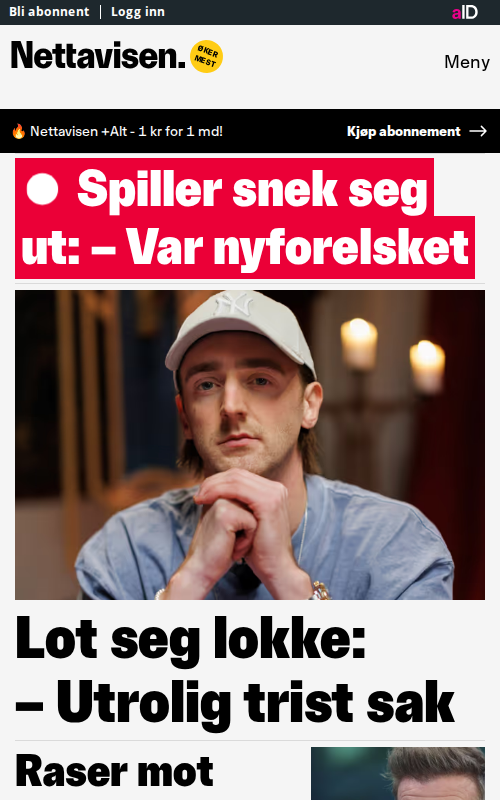 Bli abonnent | Logg inn
aID
Nettavisen.
ØKER
MEST
Meny
🔥 Nettavisen +Alt - 1 kr for 1 md!
Kjøp abonnement →
Spiller snek seg
ut: – Var nyforelsket
NY
Lot seg lokke:
– Utrolig trist sak
Raser mot